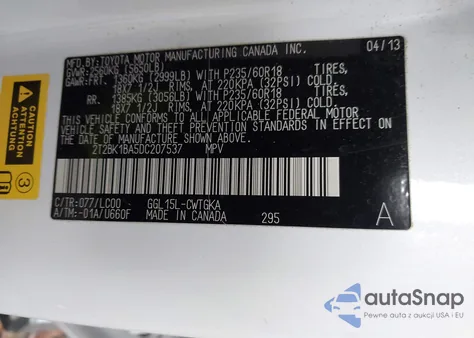 MFD. BY: TOYOTA MOTOR MANUFACTURING CANADA INC. 04/13
GVWR: 2560KG (5650LB)
GAWR: FRT. 1360KG (2999LB) WITH P235/60R18 TIRES,
18X7 1/2J RIMS, AT 220KPA (32PSI) COLD.
RR. 1385KG (3056LB) WITH P235/60R18 TIRES,
18X7 1/2J RIMS, AT 220KPA (32PSI) COLD.
THIS VEHICLE CONFORMS TO ALL APPLICABLE FEDERAL MOTOR
VEHICLE SAFETY AND THEFT PREVENTION STANDARDS IN EFFECT ON
THE DATE OF MANUFACTURE SHOWN ABOVE.
2T2BK1BA5DC207537 MPV
C/TR: 077/LC00 GGL15L-CWTGKA
A/TM: -01A/U660F MADE IN CANADA 295 A
CAUTION
ACHTUNG
3
autoSnap
Pewne auta z aukcji USA i EU